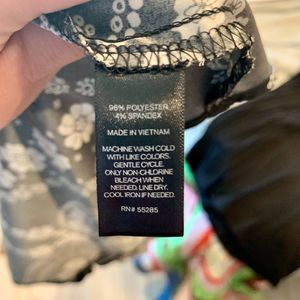 96% POLYESTER
4% SPANDEX
MADE IN VIETNAM
MACHINE WASH COLD
WITH LIKE COLORS.
GENTLE CYCLE.
ONLY NON-CHLORINE
BLEACH WHEN
NEEDED. LINE DRY.
COOL IRON IF NEEDED.
RN# 55285